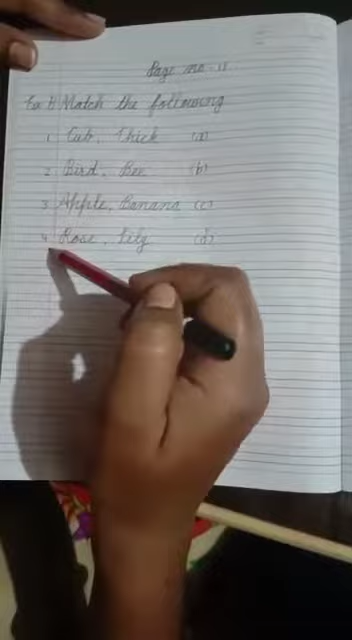 Page no - 11
Ex B Match the following
1 Cub, Chick (a)
2 Bird, Bee (b)
3 Apple, Banana (c)
4 Rose, Lily (d)